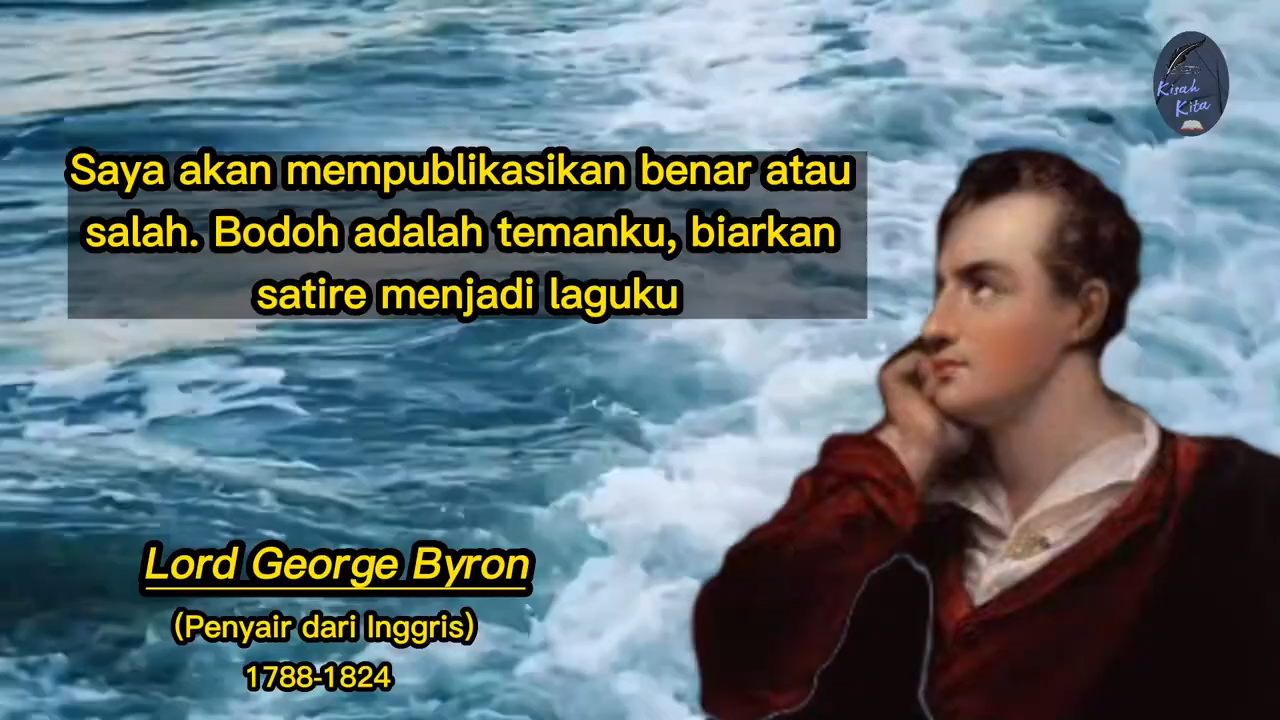 Kisah
Kita
Saya akan mempublikasikan benar atau
salah. Bodoh adalah temanku, biarkan
satire menjadi laguku
Lord George Byron
(Penyair dari Inggris)
1788-1824